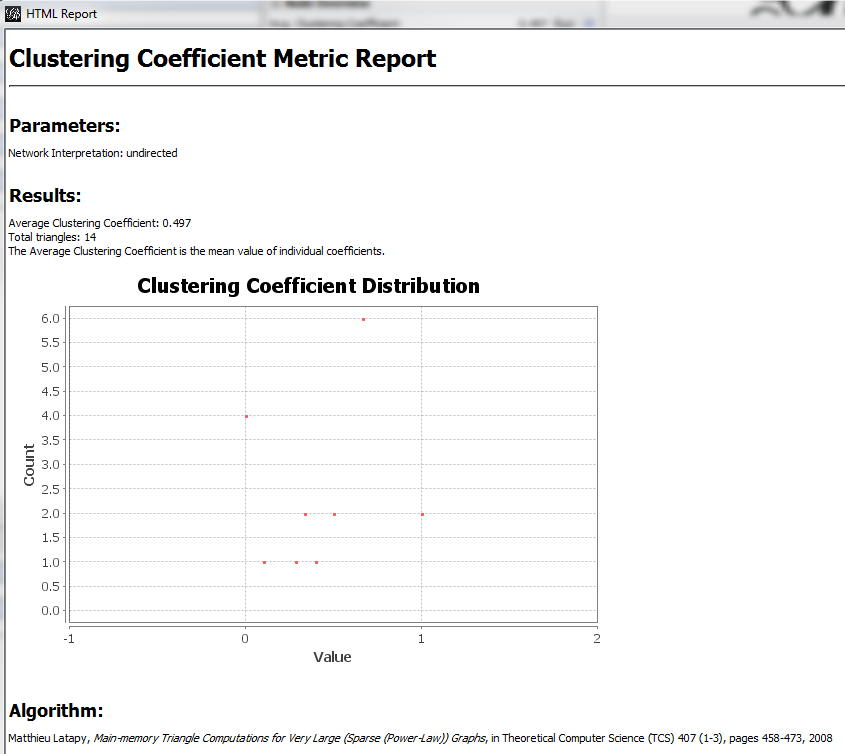 HTML Report
Clustering Coefficient Metric Report
Parameters:
Network Interpretation: undirected
Results:
Average Clustering Coefficient: 0.497
Total triangles: 14
The Average Clustering Coefficient is the mean value of individual coefficients.
Clustering Coefficient Distribution
6.0
5.5
5.0
4.5
4.0
3.5
3.0
2.5
2.0
1.5
1.0
0.5
0.0
Count
-1 0 1 2
Value
Algorithm:
Matthieu Latapy, Main-memory Triangle Computations for Very Large (Sparse (Power-Law)) Graphs, in Theoretical Computer Science (TCS) 407 (1-3), pages 458-473, 2008